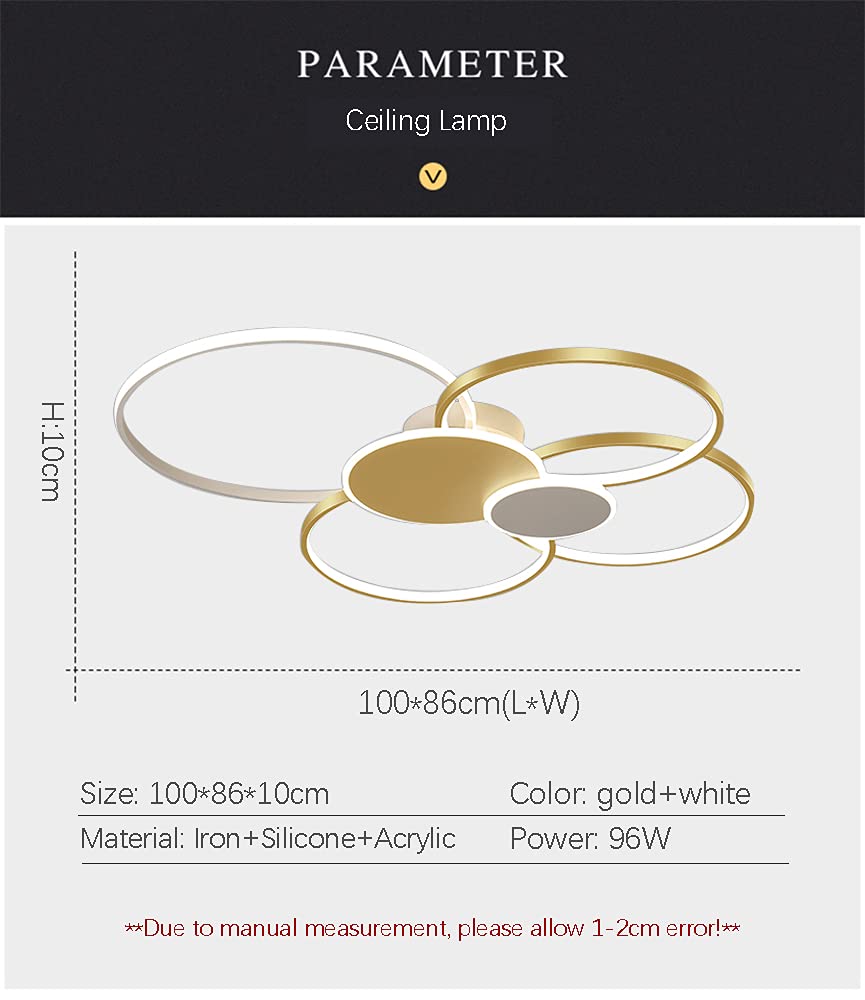 PARAMETER
Ceiling Lamp
V
H:10cm
100*86cm(L*W)
Size: 100*86*10cm
Color: gold+white
Material: Iron+Silicone+Acrylic
Power: 96W
**Due to manual measurement, please allow 1-2cm error!**